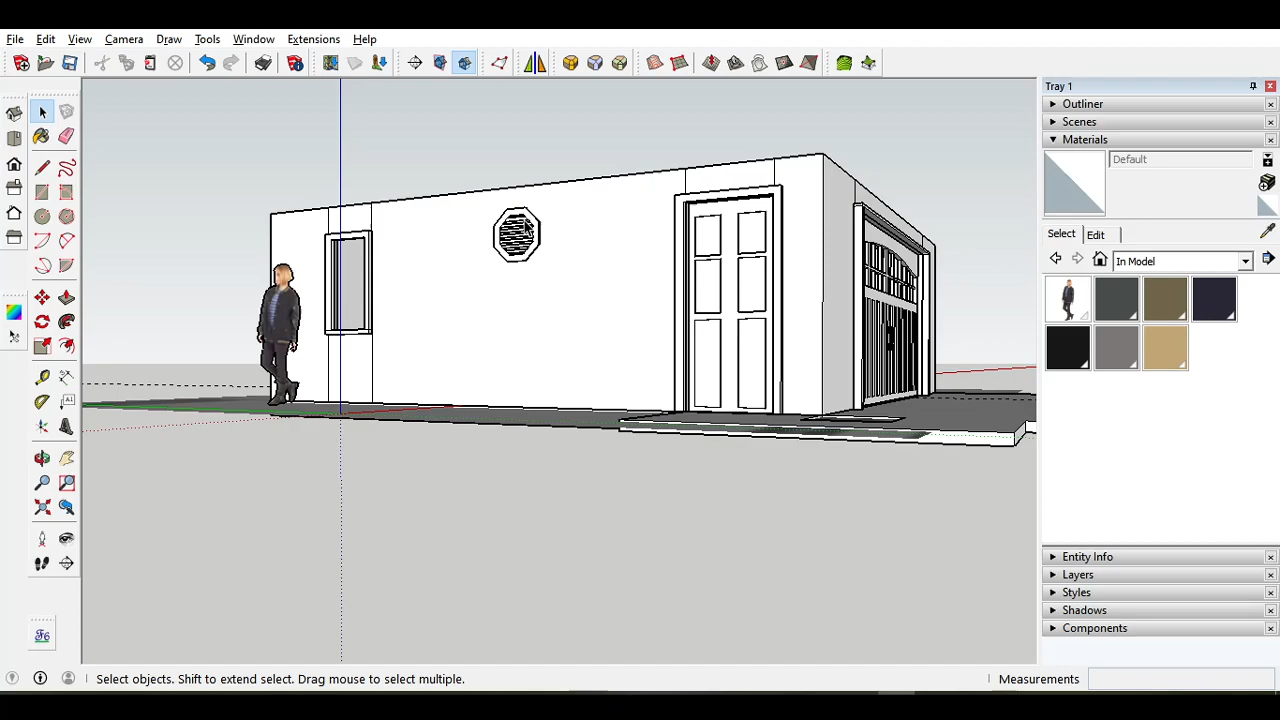 File Edit View Camera Draw Tools Window Extensions Help
Tray 1
Outliner
Scenes
Materials
Default
Select Edit
In Model
Entity Info
Layers
Styles
Shadows
Components
Select objects. Shift to extend select. Drag mouse to select multiple.
Measurements